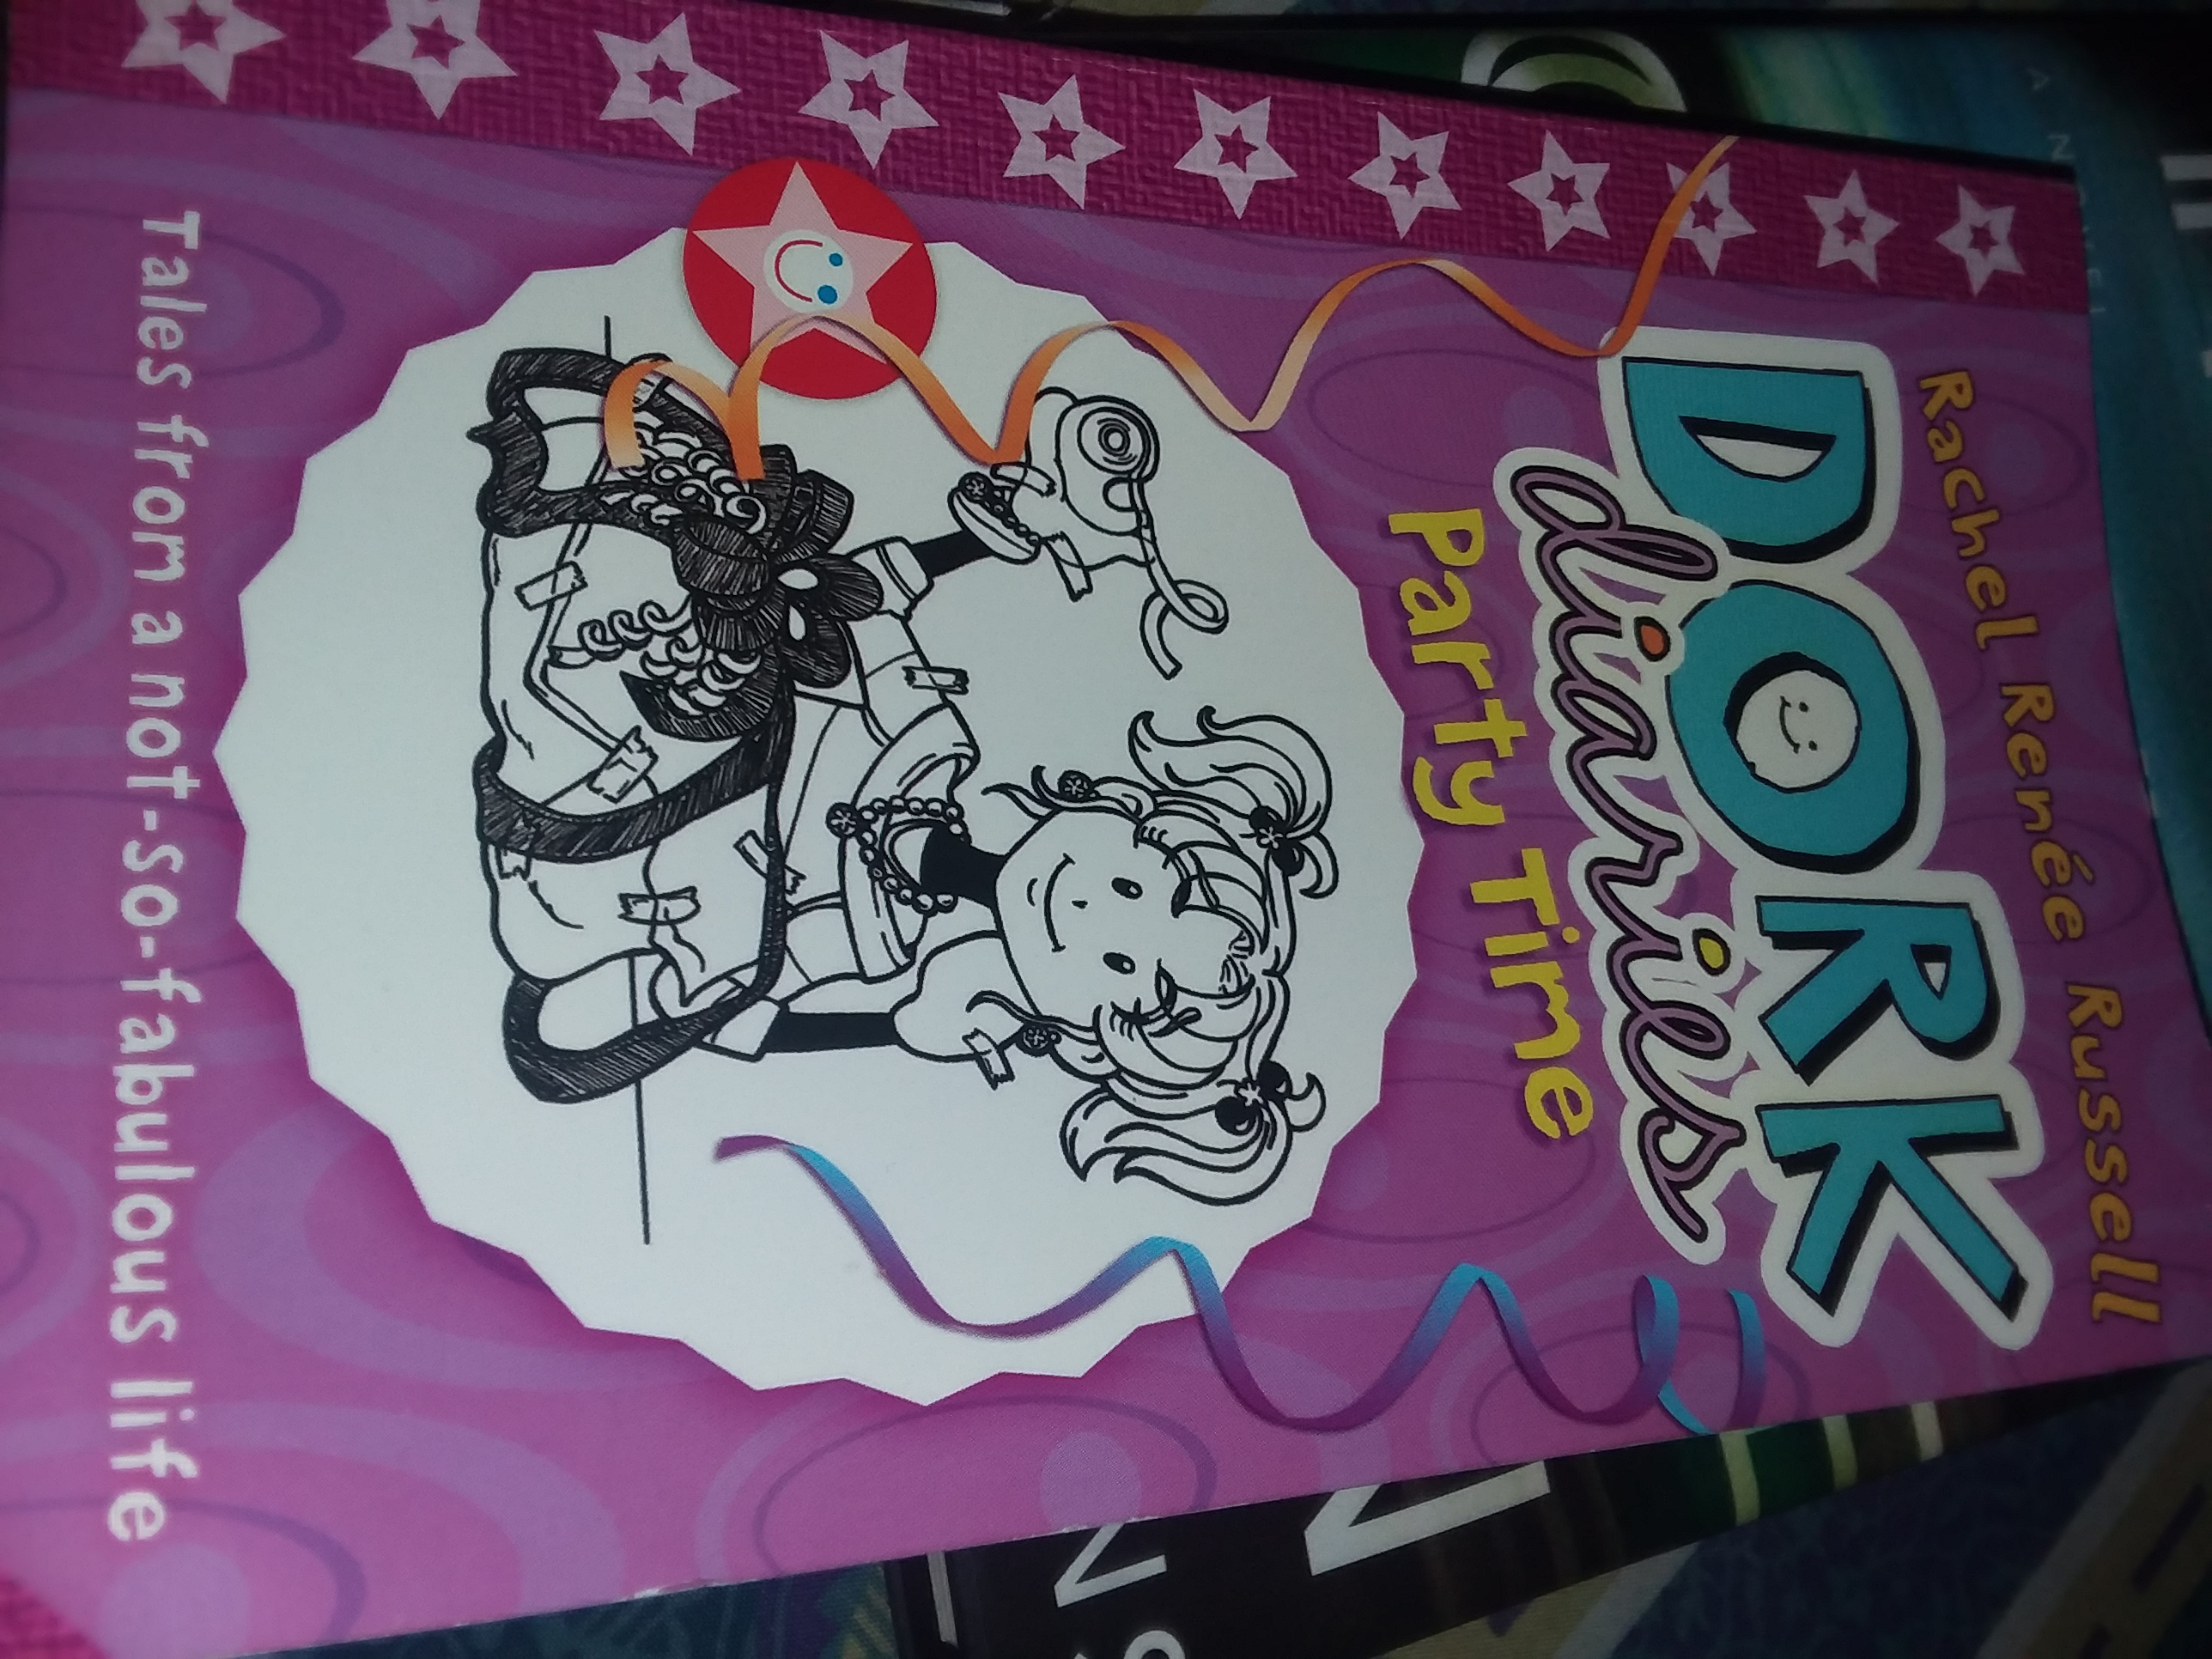 Rachel Renée Russell
DORK
diaries
Party Time
Tales from a not-so-fabulous life